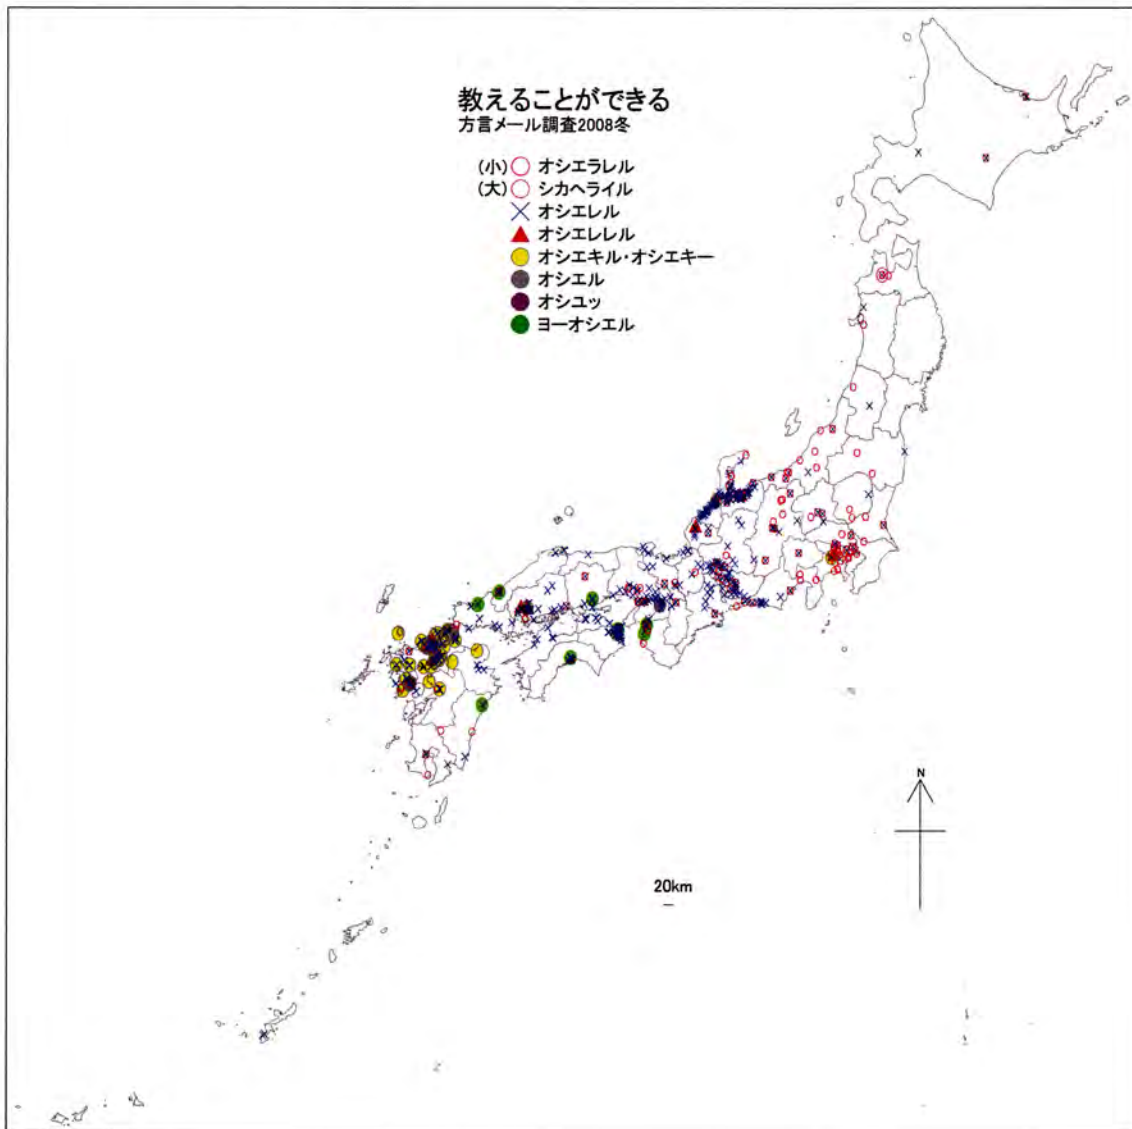 教えることができる
方言メール調査2008冬
(小) オシエラレル
(大) シカヘライル
オシエレル
オシエレレル
オシエキル・オシエキー
オシエル
オシユッ
ヨーオシエル
N
20km